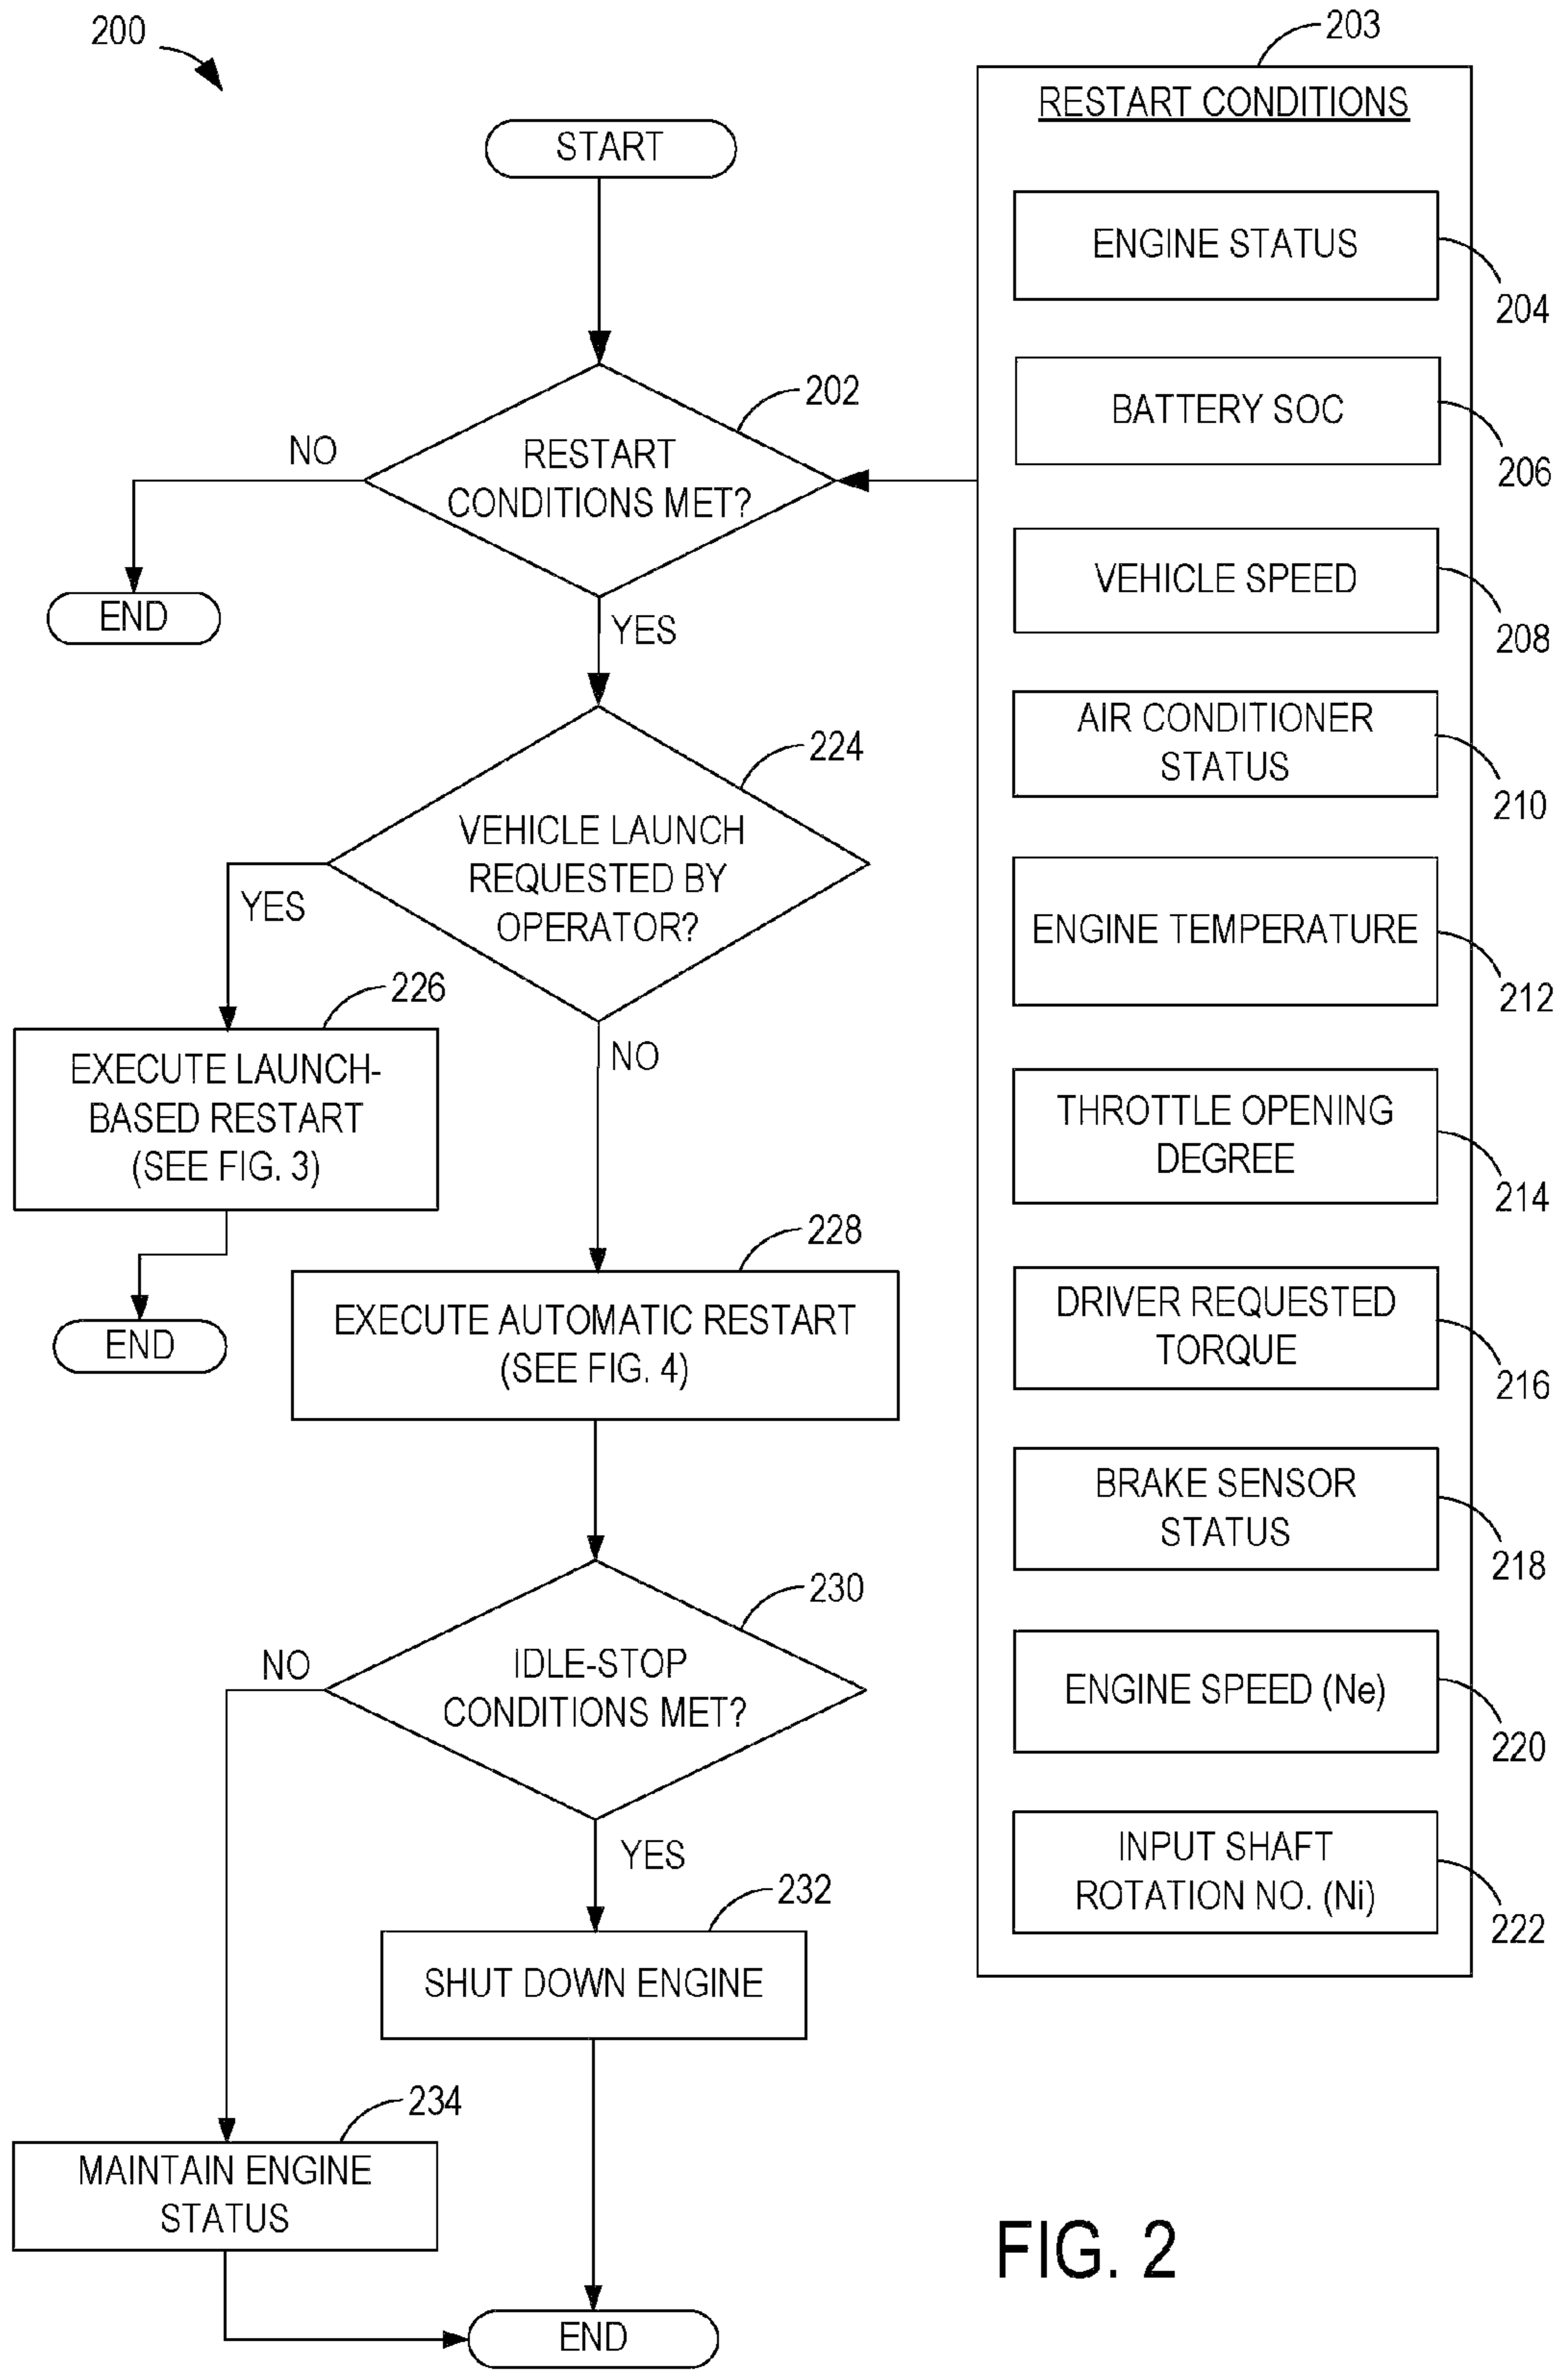 200
START
202
RESTART
CONDITIONS MET?
NO
END
YES
224
VEHICLE LAUNCH
REQUESTED BY
OPERATOR?
YES
226
EXECUTE LAUNCH-
BASED RESTART
(SEE FIG. 3)
END
NO
228
EXECUTE AUTOMATIC RESTART
(SEE FIG. 4)
230
IDLE-STOP
CONDITIONS MET?
NO
YES
232
SHUT DOWN ENGINE
234
MAINTAIN ENGINE
STATUS
END
203
RESTART CONDITIONS
ENGINE STATUS
204
BATTERY SOC
206
VEHICLE SPEED
208
AIR CONDITIONER
STATUS
210
ENGINE TEMPERATURE
212
THROTTLE OPENING
DEGREE
214
DRIVER REQUESTED
TORQUE
216
BRAKE SENSOR
STATUS
218
ENGINE SPEED (Ne)
220
INPUT SHAFT
ROTATION NO. (Ni)
222
FIG. 2